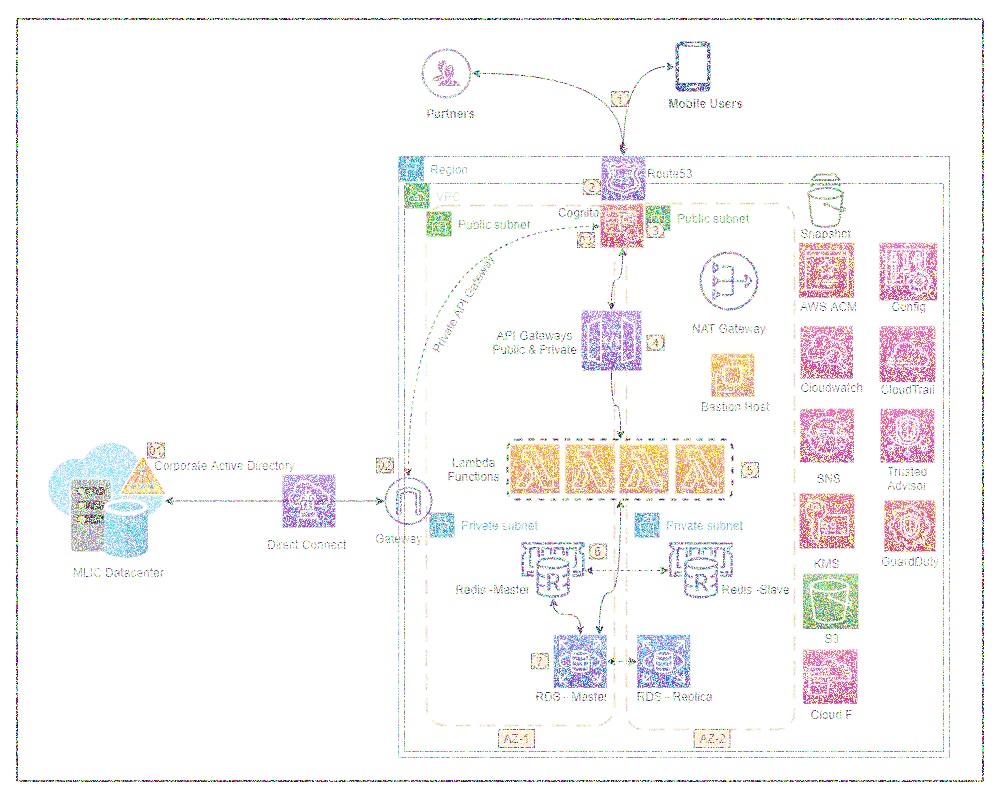 Partners
Mobile Users
1
Region
Route53
VPC
2
Public subnet
Cognito
Public subnet
3
Snapshot
Private API Gateway
AWS ACM
Config
NAT Gateway
API Gateways
Public & Private
4
Cloudwatch
CloudTrail
Bastion Host
Corporate Active Directory
Lambda
Functions
5
SNS
Trusted
Advisor
Direct Connect
Gateway
Private subnet
Private subnet
MLIC Datacenter
6
KMS
GuardDuty
Redis -Master
R
R
Redis -Slave
S3
7
RDS - Master
RDS - Replica
Cloud F
AZ-1
AZ-2